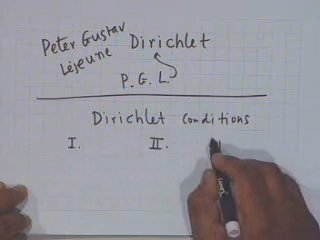 Peter Gustav
Lejeune
Dirichlet
P. G. L.
Dirichlet conditions
I. II.